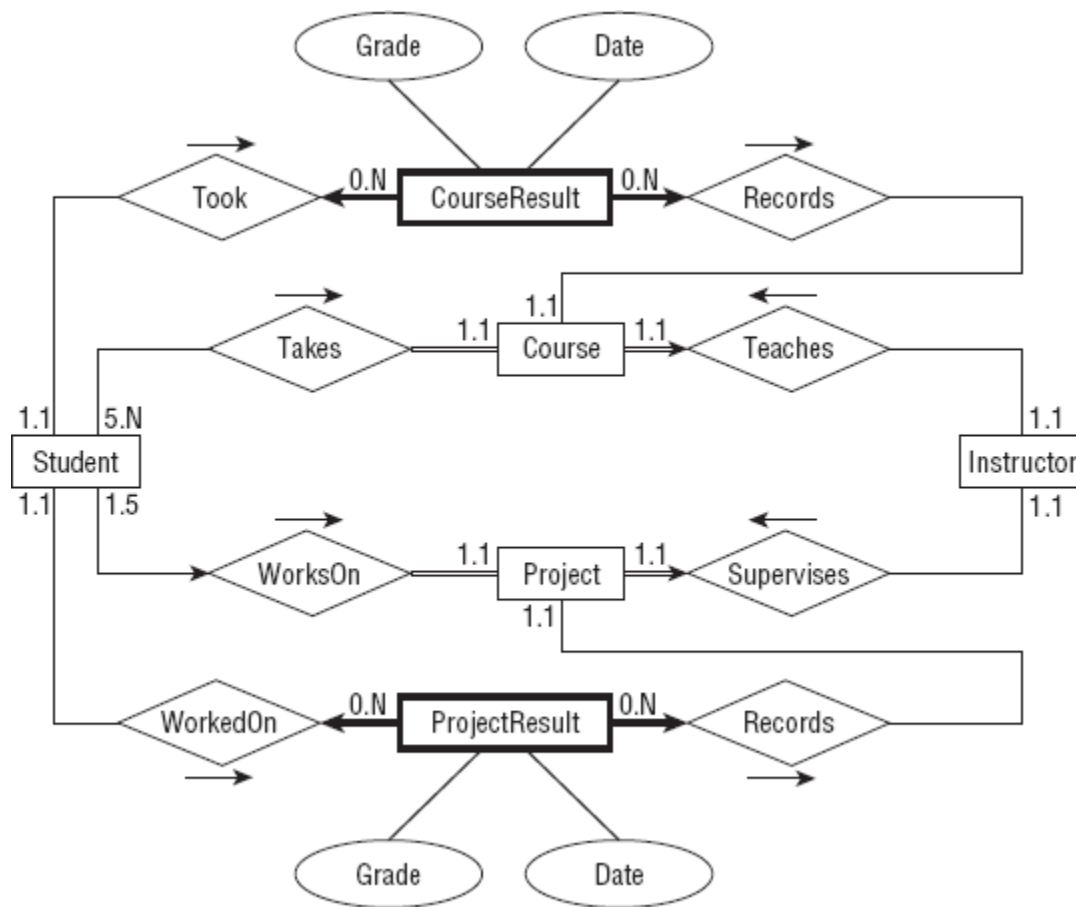 Grade
Date
Took
0.N
CourseResult
0.N
Records
Takes
1.1
1.1
Course
1.1
Teaches
1.1
5.N
1.1
Student
Instructor
1.1
1.5
1.1
WorksOn
1.1
Project
1.1
Supervises
1.1
WorkedOn
0.N
ProjectResult
0.N
Records
Grade
Date